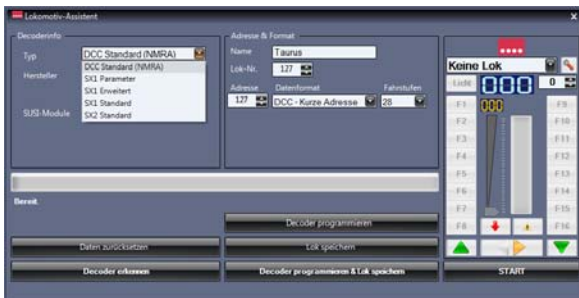 Lokomotiv-Assistent
X
Decoderinfo
Typ DCC Standard (NMRA)
DCC Standard (NMRA)
Hersteller
SX1 Parameter
SX1 Erweitert
SX1 Standard
SUSI-Module
SX2 Standard
Adresse & Format
Name Taurus
Lok-Nr. 127
Adresse Datenformat Fahrstufen
127 DCC - Kurze Adresse 28
Bereit.
Decoder programmieren
Daten zurücksetzen
Lok speichern
Decoder erkennen
Decoder programmieren & Lok speichern
Keine Lok
Licht 000 0
F1 000 F9
F2 F10
F3 F11
F4 F12
F5 F13
F6 F14
F7 F15
F8 F16
START